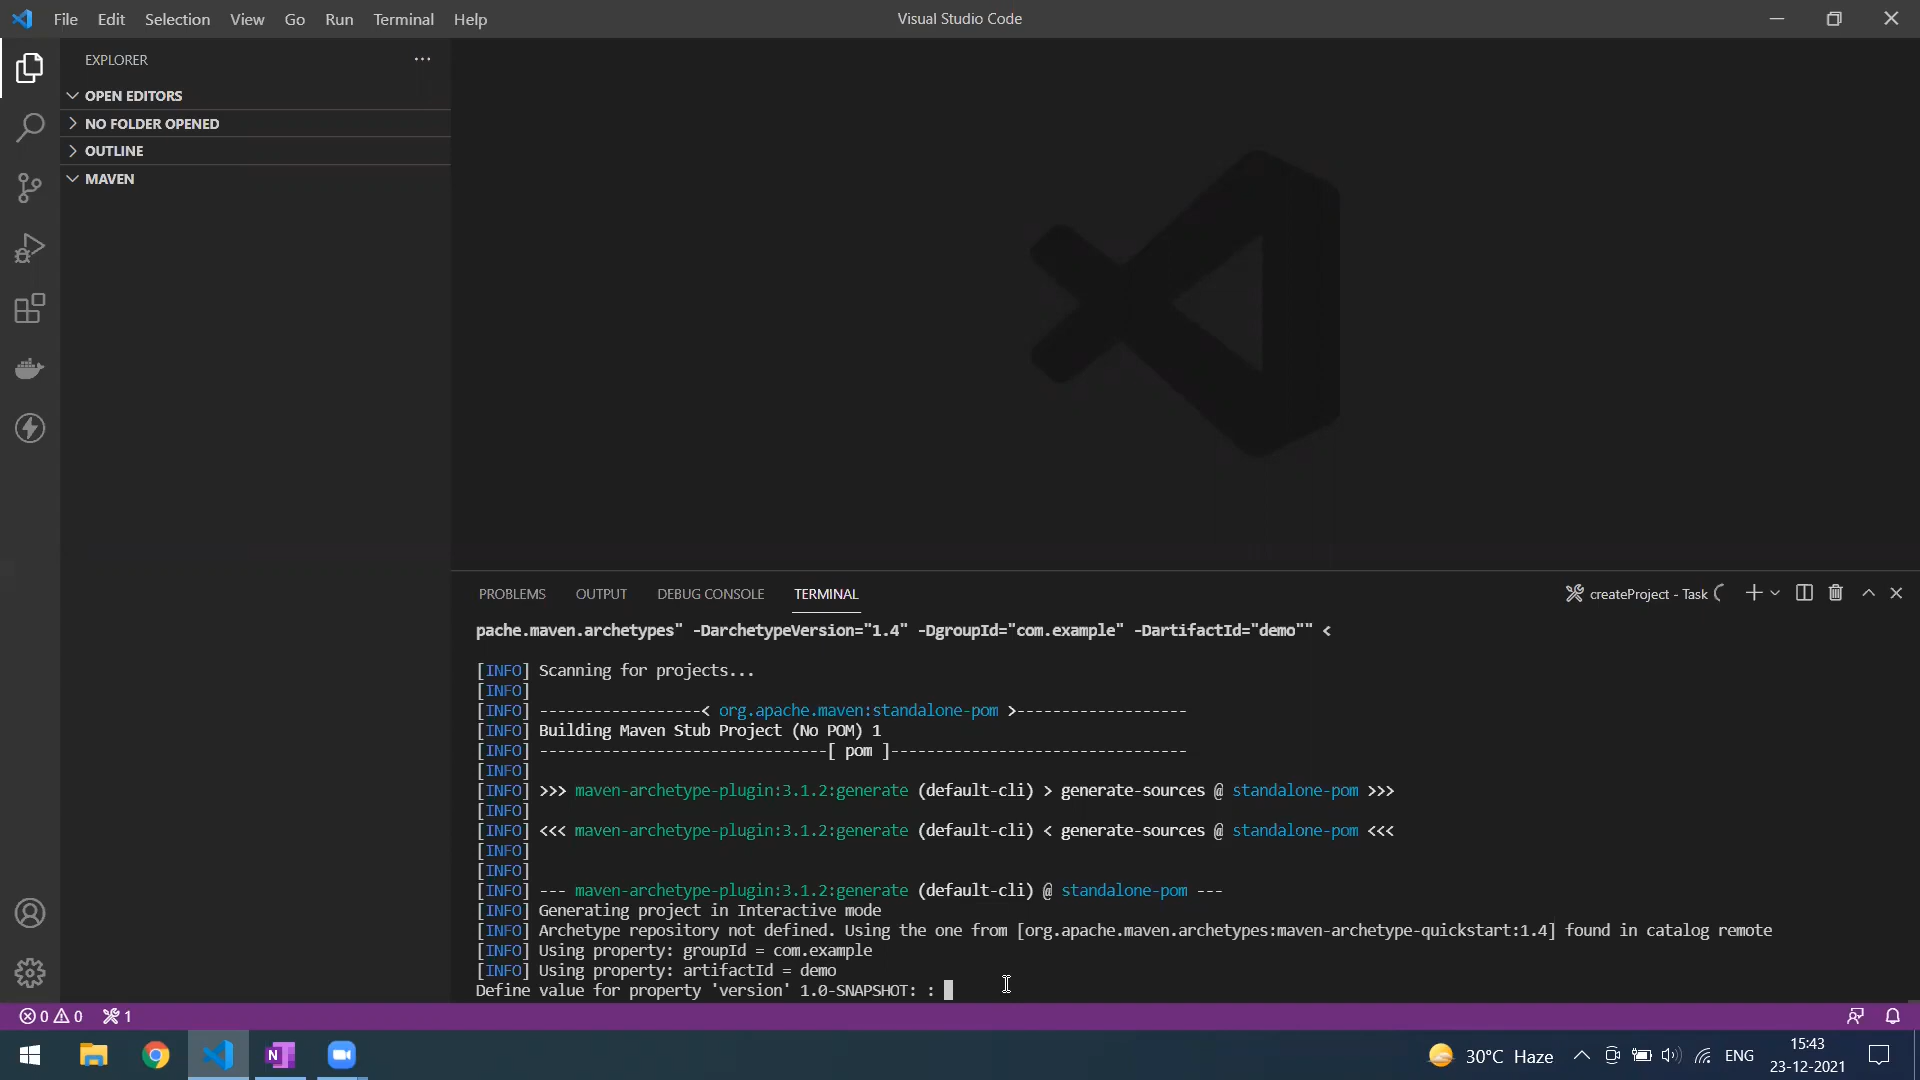 File Edit Selection View Go Run Terminal Help
Visual Studio Code
EXPLORER
OPEN EDITORS
NO FOLDER OPENED
OUTLINE
MAVEN
PROBLEMS OUTPUT DEBUG CONSOLE TERMINAL
createProject - Task
pache.maven.archetypes" -DarchetypeVersion="1.4" -DgroupId="com.example" -DartifactId="demo"" <
[INFO] Scanning for projects...
[INFO]
[INFO] ------------------< org.apache.maven:standalone-pom >-------------------
[INFO] Building Maven Stub Project (No POM) 1
[INFO] --------------------------------[ pom ]---------------------------------
[INFO]
[INFO] >>> maven-archetype-plugin:3.1.2:generate (default-cli) > generate-sources @ standalone-pom >>>
[INFO]
[INFO] <<< maven-archetype-plugin:3.1.2:generate (default-cli) < generate-sources @ standalone-pom <<<
[INFO]
[INFO]
[INFO] --- maven-archetype-plugin:3.1.2:generate (default-cli) @ standalone-pom ---
[INFO] Generating project in Interactive mode
[INFO] Archetype repository not defined. Using the one from [org.apache.maven.archetypes:maven-archetype-quickstart:1.4] found in catalog remote
[INFO] Using property: groupId = com.example
[INFO] Using property: artifactId = demo
Define value for property 'version' 1.0-SNAPSHOT: :
0 0 1
N
30°C Haze
ENG
15:43
23-12-2021